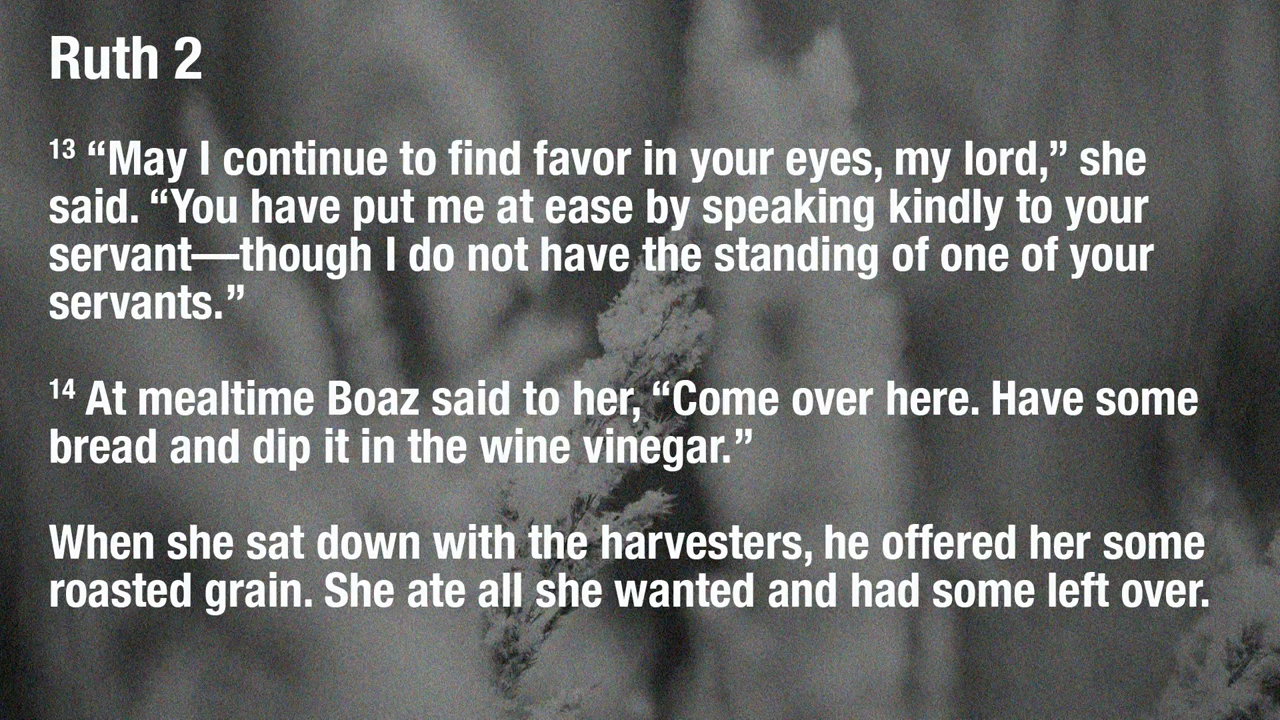 Ruth 2
13 “May I continue to find favor in your eyes, my lord,” she
said. “You have put me at ease by speaking kindly to your
servant—though I do not have the standing of one of your
servants.”
14 At mealtime Boaz said to her, “Come over here. Have some
bread and dip it in the wine vinegar.”
When she sat down with the harvesters, he offered her some
roasted grain. She ate all she wanted and had some left over.